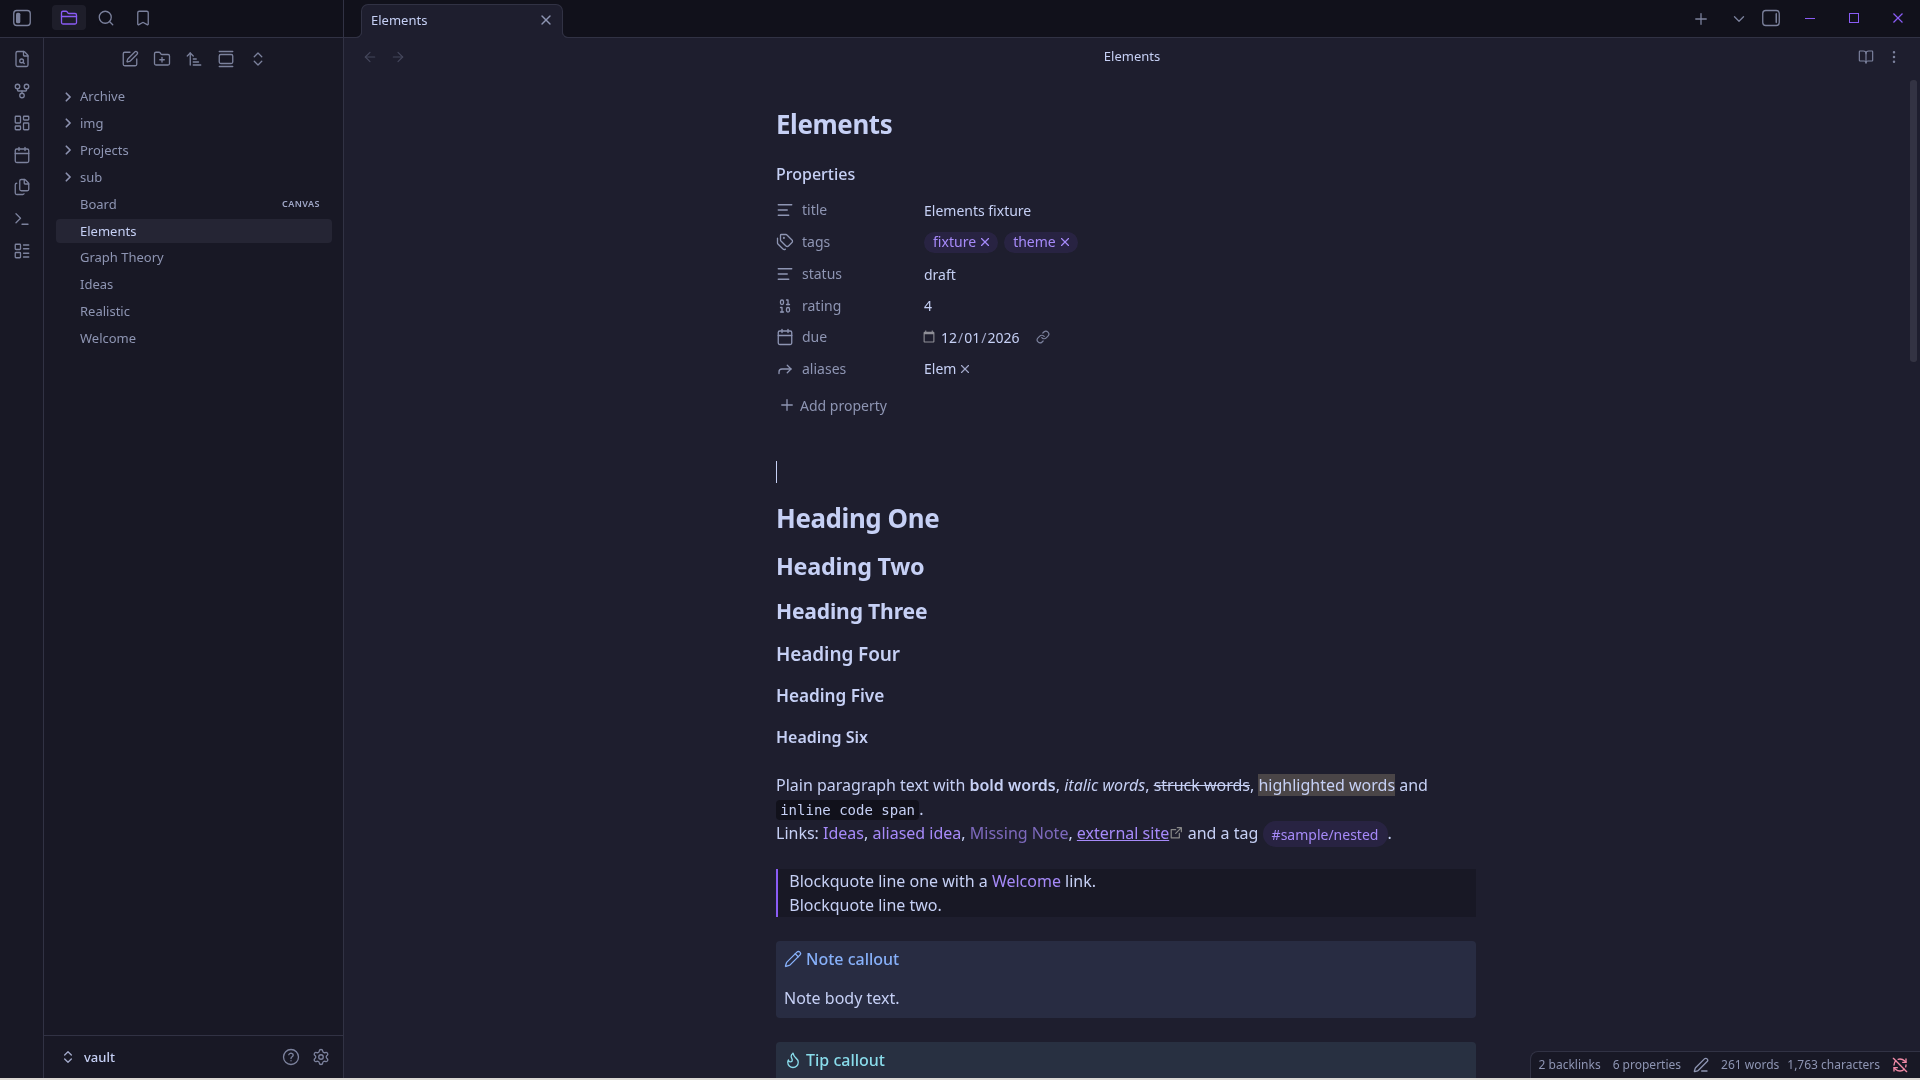 Elements
Elements
Archive
img
Projects
sub
Board CANVAS
Elements
Graph Theory
Ideas
Realistic
Welcome
vault
Elements
Properties
title Elements fixture
tags fixture theme
status draft
rating 4
due 12/01/2026
aliases Elem
Add property
Heading One
Heading Two
Heading Three
Heading Four
Heading Five
Heading Six
Plain paragraph text with bold words, italic words, struck words, highlighted words and
inline code span.
Links: Ideas, aliased idea, Missing Note, external site and a tag #sample/nested.
Blockquote line one with a Welcome link.
Blockquote line two.
Note callout
Note body text.
Tip callout
2 backlinks 6 properties 261 words 1,763 characters